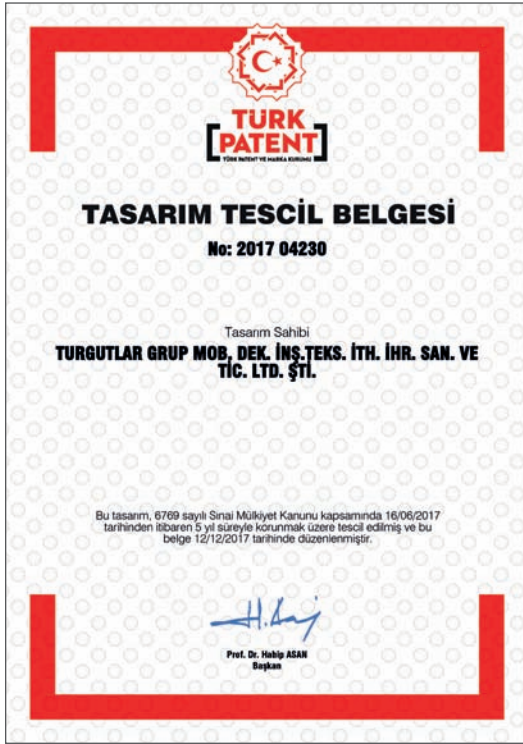 TÜRK
PATENT
TÜRK PATENT VE MARKA KURUMU
TASARIM TESCİL BELGESİ
No: 2017 04230
Tasarım Sahibi
TURGUTLAR GRUP MOB. DEK. İNŞ.TEKS. İTH. İHR. SAN. VE
TİC. LTD. ŞTİ.
Bu tasarım, 6769 sayılı Sınai Mülkiyet Kanunu kapsamında 16/06/2017
tarihinden itibaren 5 yıl süreyle korunmak üzere tescil edilmiş ve bu
belge 12/12/2017 tarihinde düzenlenmiştir.
H. Asan
Prof. Dr. Habip ASAN
Başkan